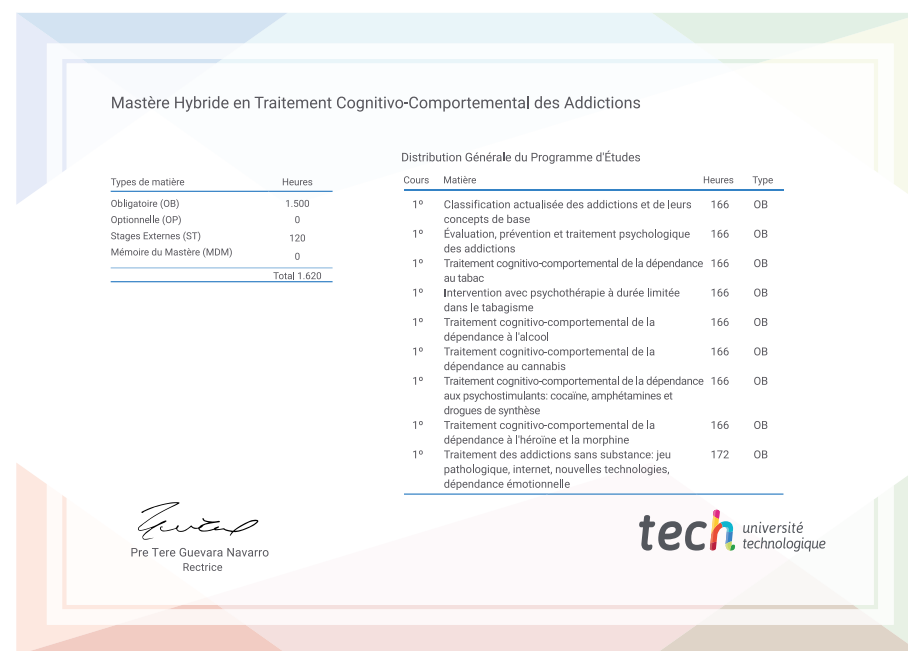 Mastère Hybride en Traitement Cognitivo-Comportemental des Addictions
Types de matière Heures
Obligatoire (OB) 1.500
Optionnelle (OP) 0
Stages Externes (ST) 120
Mémoire du Mastère (MDM) 0
Total 1.620
Distribution Générale du Programme d'Études
Cours Matière Heures Type
1º Classification actualisée des addictions et de leurs 166 OB
concepts de base
1º Évaluation, prévention et traitement psychologique 166 OB
des addictions
1º Traitement cognitivo-comportemental de la dépendance 166 OB
au tabac
1º Intervention avec psychothérapie à durée limitée 166 OB
dans le tabagisme
1º Traitement cognitivo-comportemental de la 166 OB
dépendance à l'alcool
1º Traitement cognitivo-comportemental de la 166 OB
dépendance au cannabis
1º Traitement cognitivo-comportemental de la dépendance 166 OB
aux psychostimulants: cocaïne, amphétamines et
drogues de synthèse
1º Traitement cognitivo-comportemental de la 166 OB
dépendance à l'héroïne et la morphine
1º Traitement des addictions sans substance: jeu 172 OB
pathologique, internet, nouvelles technologies,
dépendance émotionnelle
Pre Tere Guevara Navarro
Rectrice
tech université
technologique